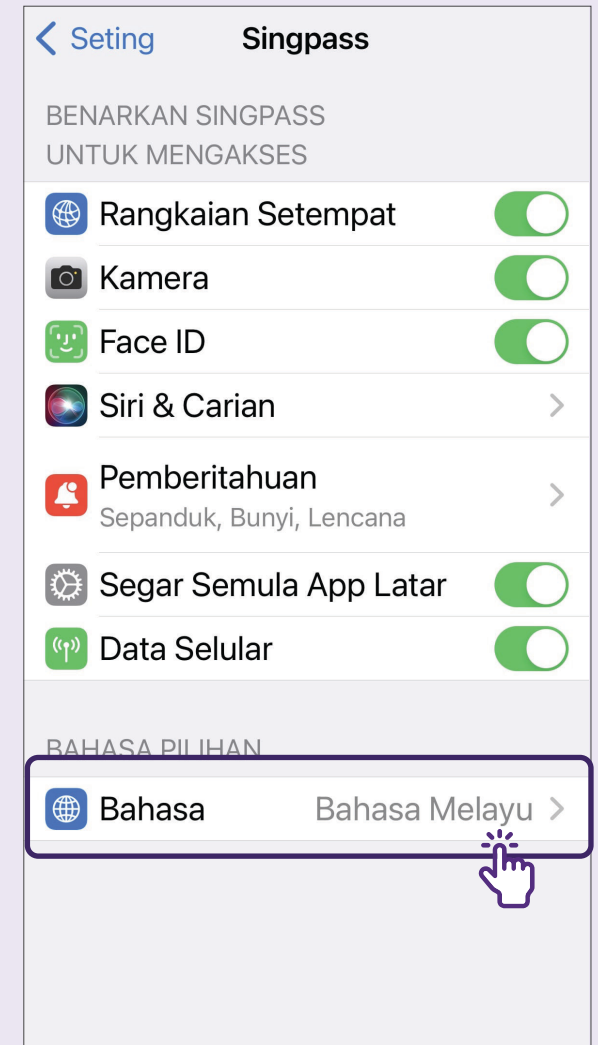 Seting
Singpass
BENARKAN SINGPASS
UNTUK MENGAKSES
Rangkaian Setempat
Kamera
Face ID
Siri & Carian
Pemberitahuan
Sepanduk, Bunyi, Lencana
Segar Semula App Latar
Data Selular
BAHASA PILIHAN
Bahasa Bahasa Melayu